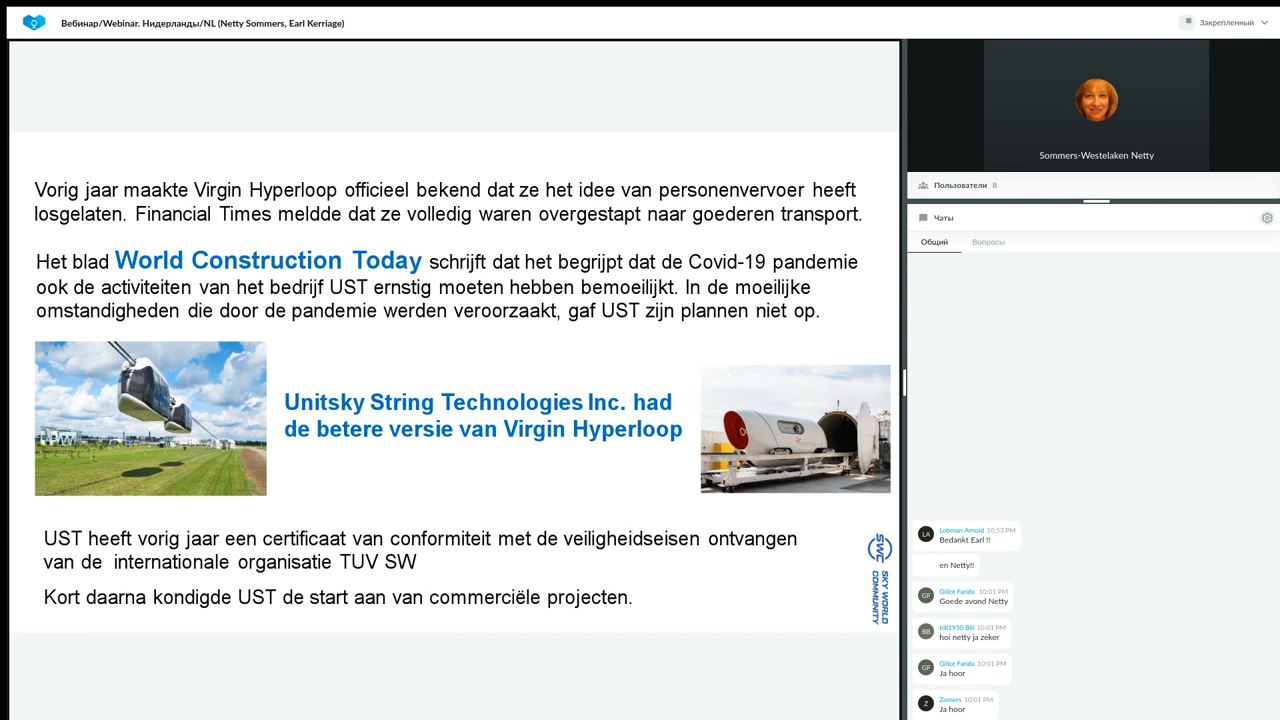 Вебинар/Webinar. Нидерланды/NL (Netty Sommers, Earl Kerriage)
Закрепленный
Vorig jaar maakte Virgin Hyperloop officieel bekend dat ze het idee van personenvervoer heeft
losgelaten. Financial Times meldde dat ze volledig waren overgestapt naar goederen transport.
Het blad World Construction Today schrijft dat het begrijpt dat de Covid-19 pandemie
ook de activiteiten van het bedrijf UST ernstig moeten hebben bemoeilijkt. In de moeilijke
omstandigheden die door de pandemie werden veroorzaakt, gaf UST zijn plannen niet op.
Unitsky String Technologies Inc. had
de betere versie van Virgin Hyperloop
UST heeft vorig jaar een certificaat van conformiteit met de veiligheidseisen ontvangen
van de internationale organisatie TUV SW
Kort daarna kondigde UST de start aan van commerciële projecten.
SWC
SKY WORLD
COMMUNITY
Sommers-Westelaken Netty
Пользователи 8
Чаты
Общий Вопросы
LA
Lobman Arnold 10:53 PM
Bedankt Earl !!
en Netty!!
GF
Gillot Farida 10:01 PM
Goede avond Netty
BB
bill1950 Bill 10:01 PM
hoi netty ja zeker
GF
Gillot Farida 10:01 PM
Ja hoor
Z
Zomers 10:01 PM
Ja hoor